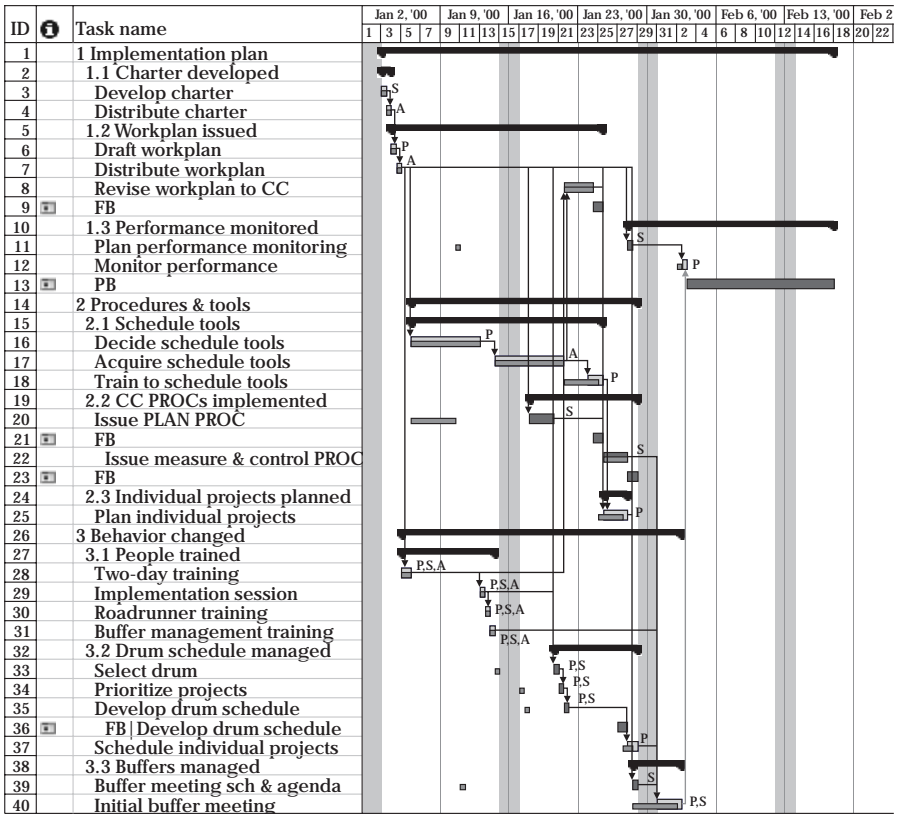 Jan 2, '00 Jan 9, '00 Jan 16, '00 Jan 23, '00 Jan 30, '00 Feb 6, '00 Feb 13, '00 Feb 2
ID Task name 1 3 5 7 9 11 13 15 17 19 21 23 25 27 29 31 2 4 6 8 10 12 14 16 18 20 22
1 1 Implementation plan
2 1.1 Charter developed
3 Develop charter S
4 Distribute charter A
5 1.2 Workplan issued
6 Draft workplan P
7 Distribute workplan A
8 Revise workplan to CC
9 FB
10 1.3 Performance monitored
11 Plan performance monitoring S
12 Monitor performance P
13 PB
14 2 Procedures & tools
15 2.1 Schedule tools
16 Decide schedule tools P
17 Acquire schedule tools A
18 Train to schedule tools P
19 2.2 CC PROCs implemented
20 Issue PLAN PROC S
21 FB
22 Issue measure & control PROC S
23 FB
24 2.3 Individual projects planned
25 Plan individual projects P
26 3 Behavior changed
27 3.1 People trained
28 Two-day training P,S,A
29 Implementation session P,S,A
30 Roadrunner training P,S,A
31 Buffer management training P,S,A
32 3.2 Drum schedule managed
33 Select drum P,S
34 Prioritize projects P,S
35 Develop drum schedule P,S
36 FB|Develop drum schedule
37 Schedule individual projects P
38 3.3 Buffers managed
39 Buffer meeting sch & agenda S
40 Initial buffer meeting P,S